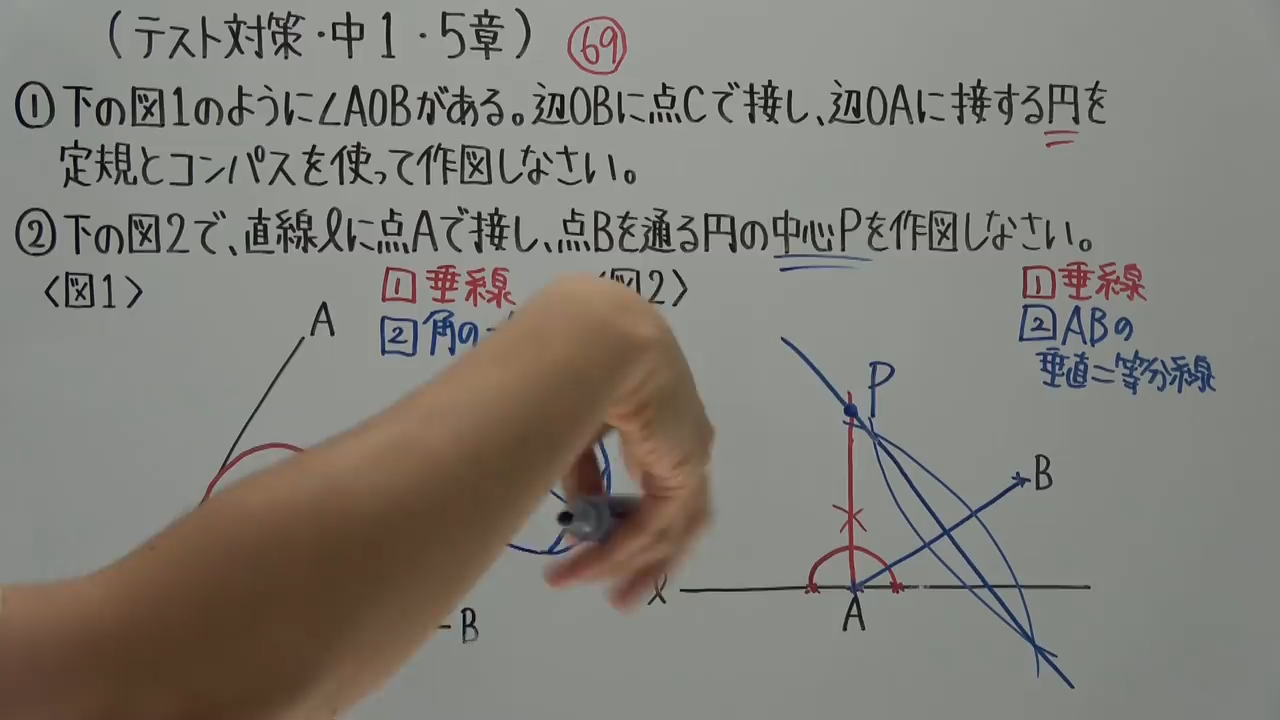 (テスト対策・中1・5章) 69
①下の図1のように∠AOBがある。辺OBに点Cで接し、辺OAに接する円を
定規とコンパスを使って作図しなさい。
②下の図2で、直線ℓに点Aで接し、点Bを通る円の中心Pを作図しなさい。
〈図1〉
1 垂線
2 角の
A
B
図2〉
1 垂線
2 ABの
垂直二等分線
P
B
ℓ
A